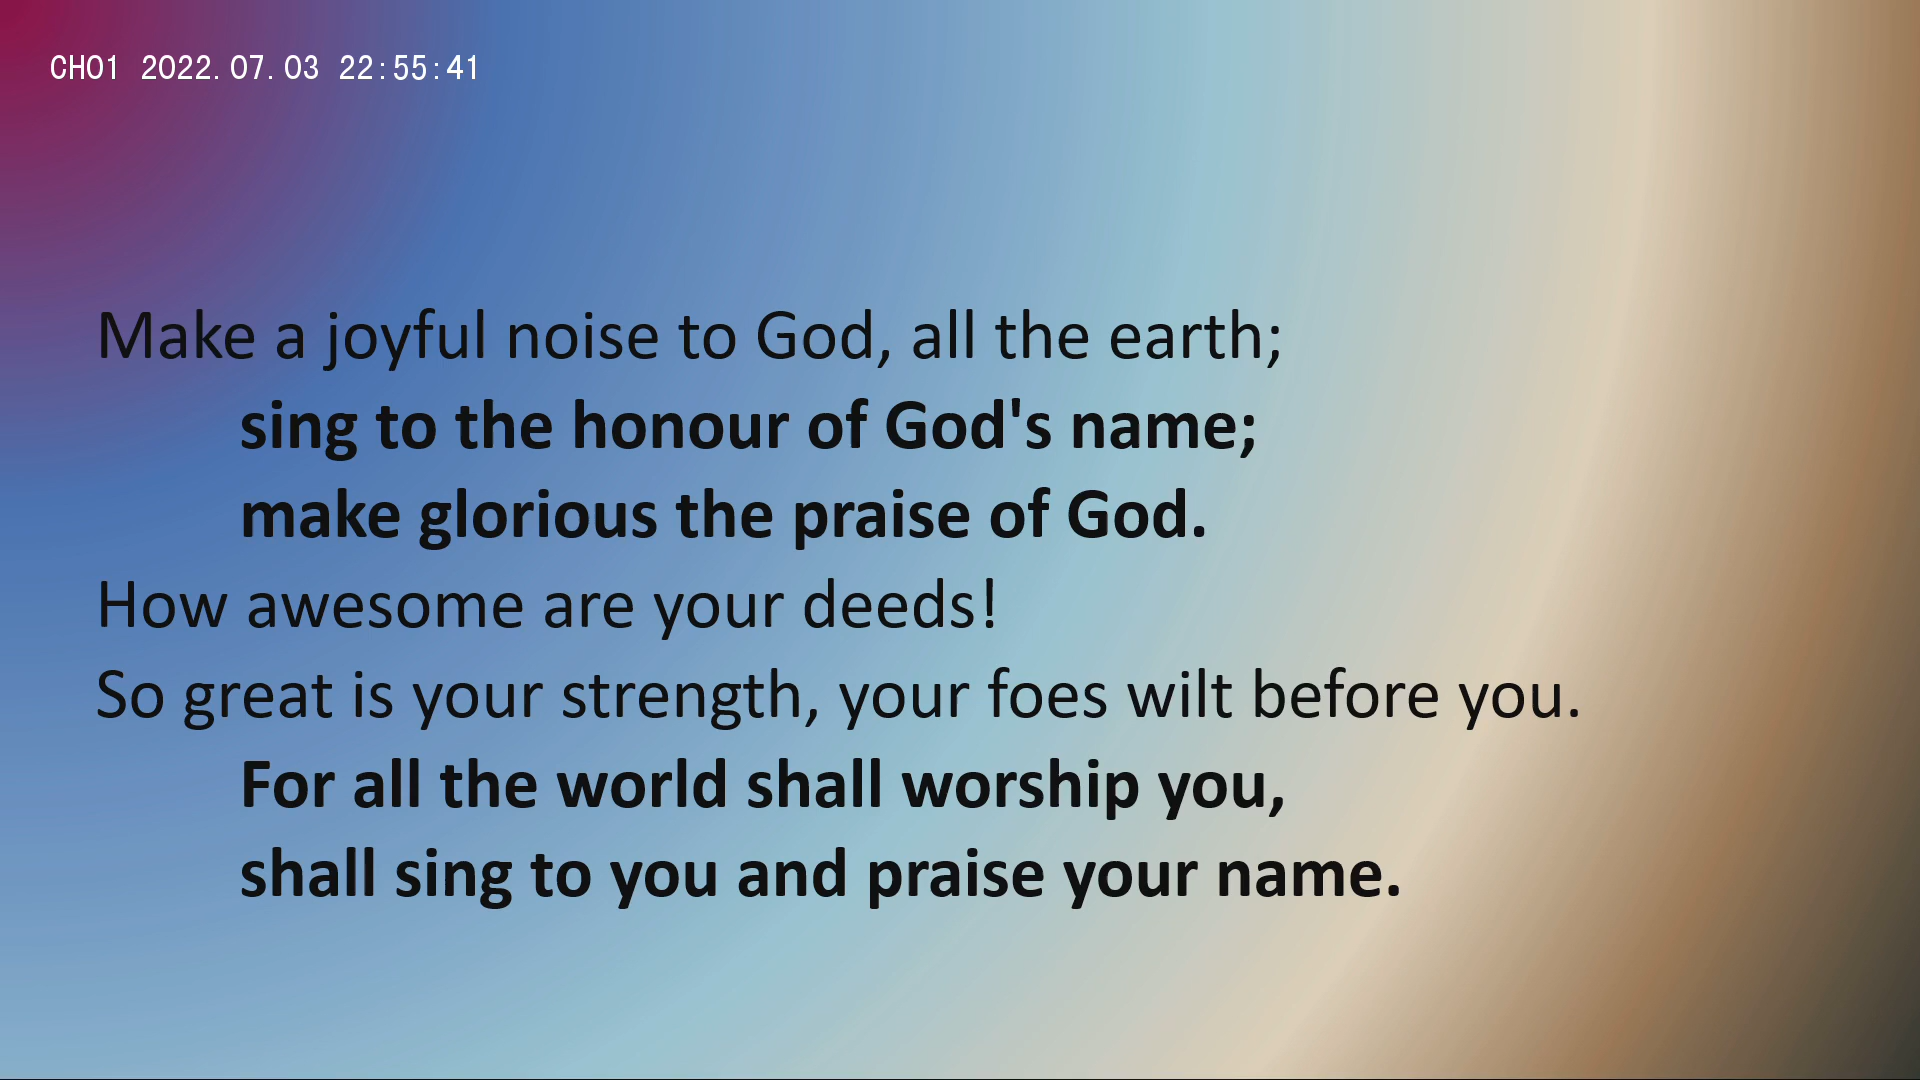 CH01 2022.07.03 22:55:41
Make a joyful noise to God, all the earth;
sing to the honour of God's name;
make glorious the praise of God.
How awesome are your deeds!
So great is your strength, your foes wilt before you.
For all the world shall worship you,
shall sing to you and praise your name.